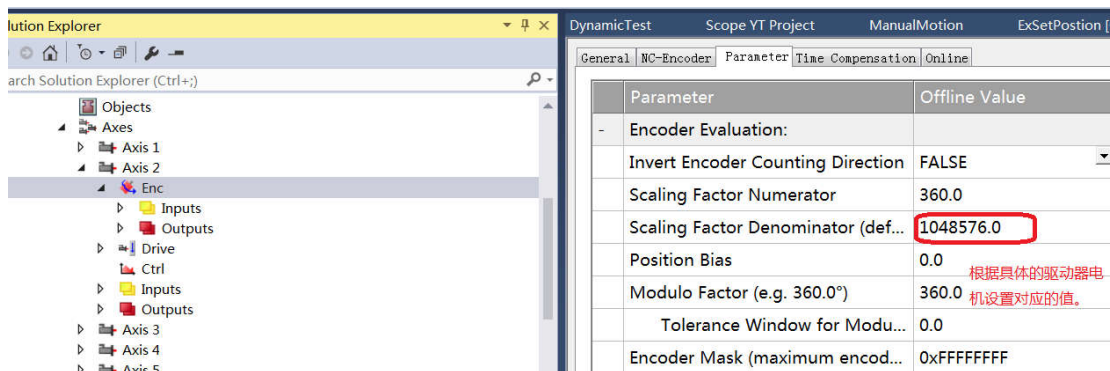 lution Explorer
arch Solution Explorer (Ctrl+;)
Objects
Axes
Axis 1
Axis 2
Enc
Inputs
Outputs
Drive
Ctrl
Inputs
Outputs
Axis 3
Axis 4
Axis 5
DynamicTest Scope YT Project ManualMotion ExSetPostion [
General NC-Encoder Parameter Time Compensation Online
Parameter Offline Value
- Encoder Evaluation:
Invert Encoder Counting Direction FALSE
Scaling Factor Numerator 360.0
Scaling Factor Denominator (def... 1048576.0
Position Bias 0.0
Modulo Factor (e.g. 360.0°) 360.0
Tolerance Window for Modu... 0.0
Encoder Mask (maximum encod... 0xFFFFFFFF
根据具体的驱动器电
机设置对应的值。